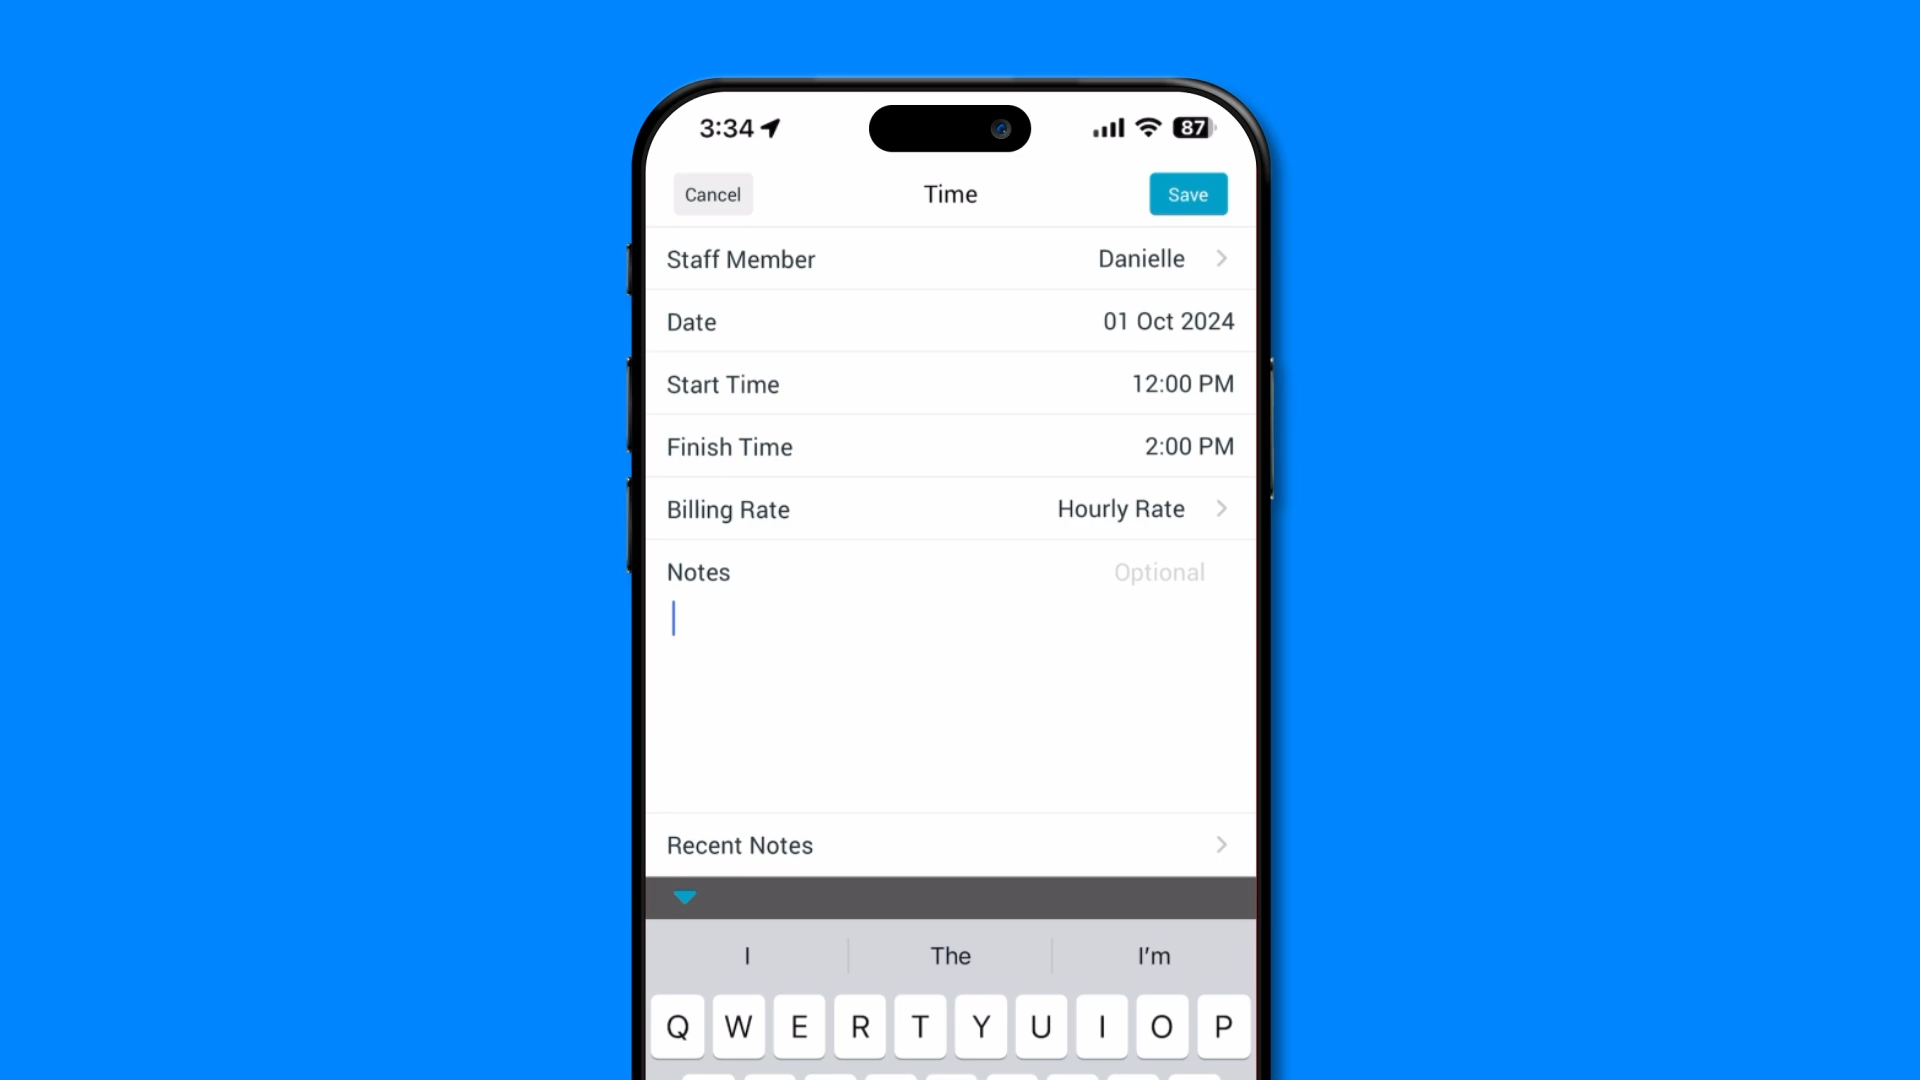 3:34 87
Cancel Time Save
Staff Member Danielle
Date 01 Oct 2024
Start Time 12:00 PM
Finish Time 2:00 PM
Billing Rate Hourly Rate
Notes Optional
Recent Notes
I The I’m
Q W E R T Y U I O P